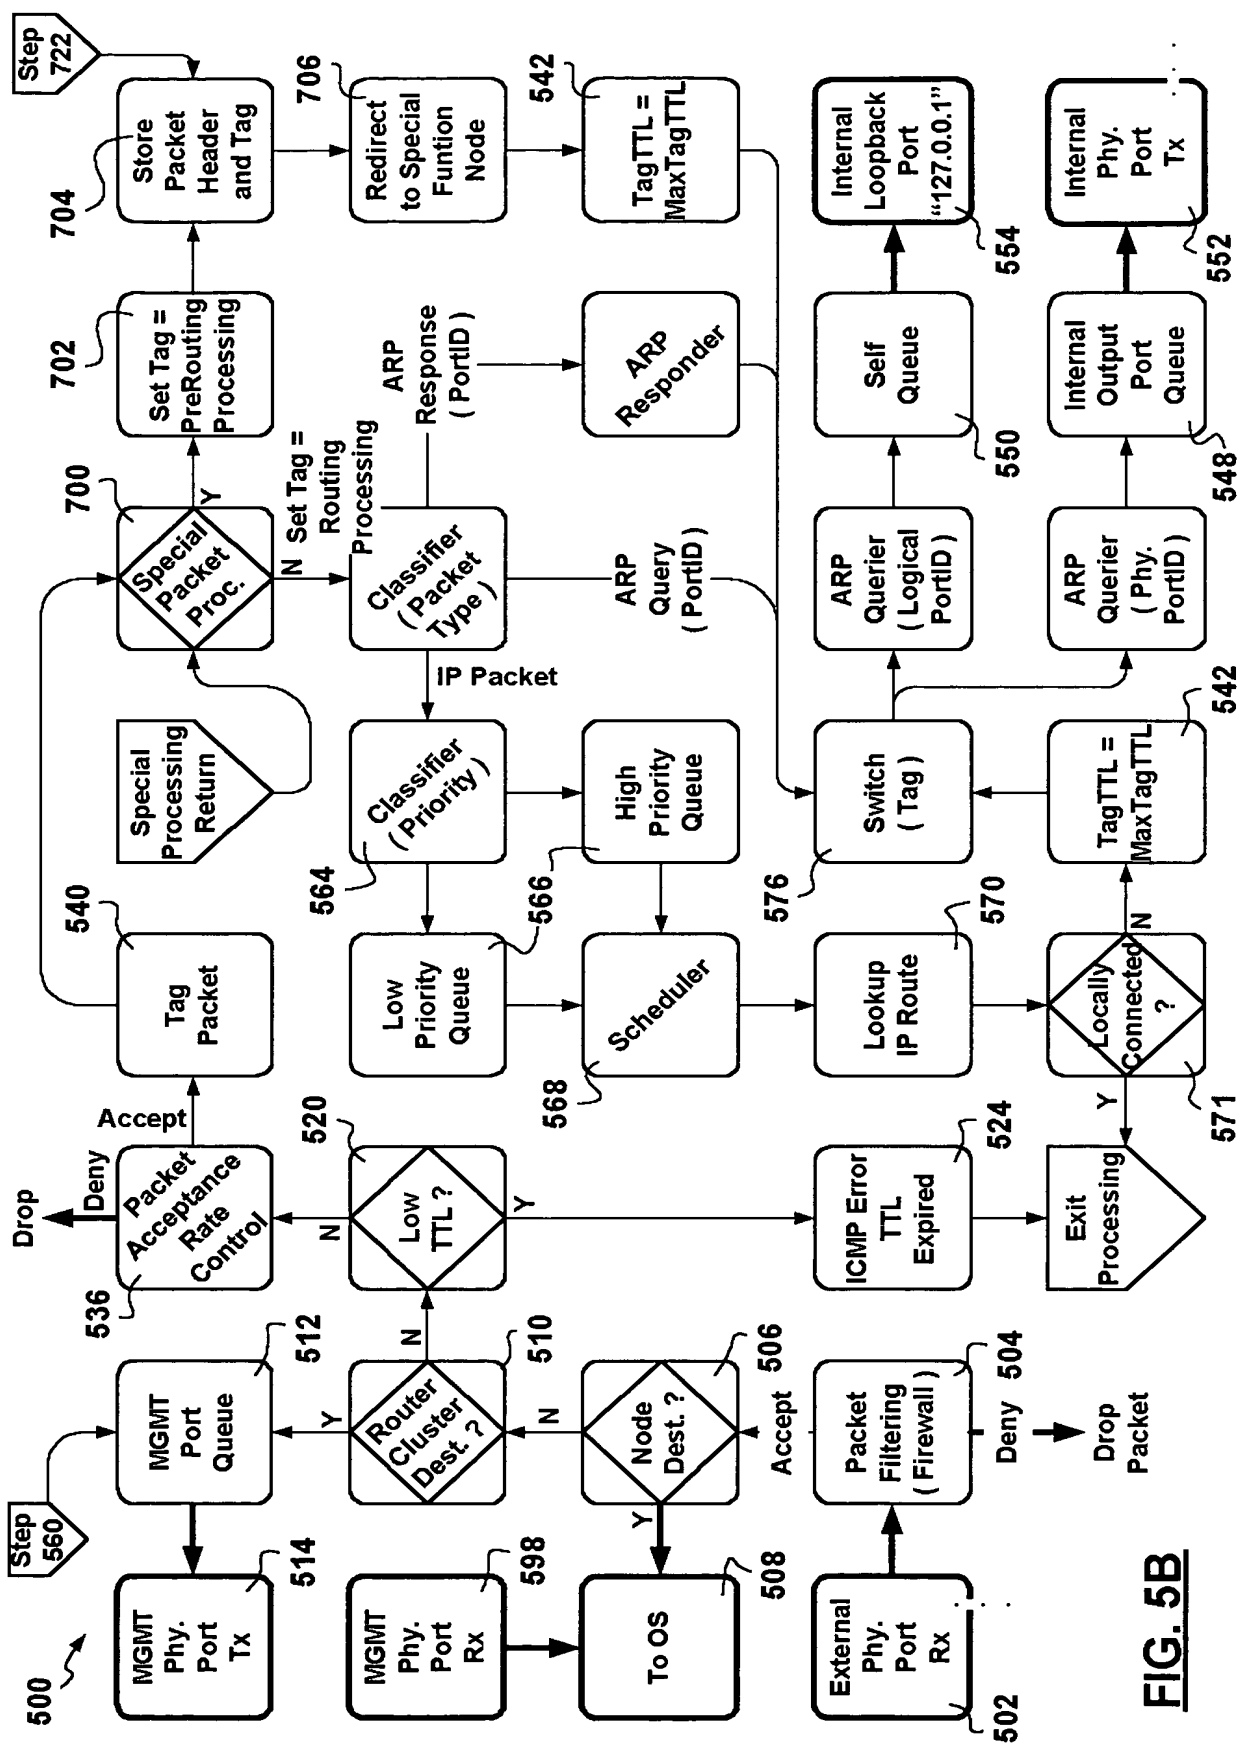 500
Step
560
MGMT
Phy.
Port
Tx
514
MGMT
Port
Queue
512
Drop
Deny
Packet
Acceptance
Rate
Control
536
Accept
Tag
Packet
540
Special
Processing
Return
Special
Packet
Proc.
700
Y
N
Set Tag =
PreRouting
Processing
702
Step
722
Store
Packet
Header
and Tag
704
MGMT
Phy.
Port
Rx
598
Router
Cluster
Dest. ?
510
Y
N
Low
TTL ?
520
N
Y
Low
Priority
Queue
566
Classifier
( Priority )
564
IP Packet
Set Tag =
Routing
Processing
Classifier
( Packet
Type )
ARP
Response
( PortID )
Redirect
to Special
Funtion
Node
706
To OS
508
Y
Node
Dest. ?
506
N
Scheduler
568
High
Priority
Queue
ARP
Query
( PortID )
ARP
Responder
TagTTL =
MaxTagTTL
542
External
Phy.
Port
Rx
502
Packet
Filtering
( Firewall )
504
Accept
Deny
Drop
Packet
ICMP Error
TTL
Expired
524
Lookup
IP Route
570
Switch
( Tag )
576
ARP
Querier
( Logical
PortID )
Self
Queue
550
Internal
Loopback
Port
“127.0.0.1”
554
Exit
Processing
Y
Locally
Connected
?
571
N
TagTTL =
MaxTagTTL
542
ARP
Querier
( Phy.
PortID )
Internal
Output
Port
Queue
548
Internal
Phy.
Port
Tx
552
FIG. 5B